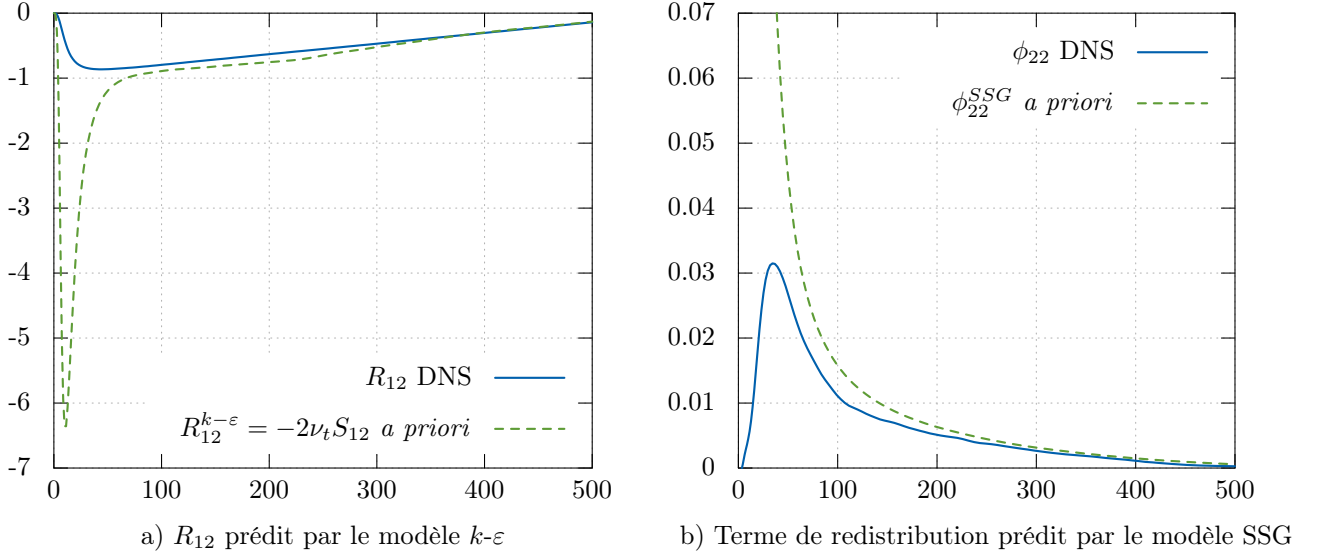 0
-1
-2
-3
-4
-5
-6
-7
0 100 200 300 400 500
R₁₂ DNS
R₁₂^{k−ε} = −2ν_t S₁₂ a priori
a) R₁₂ prédit par le modèle k-ε
0.07
0.06
0.05
0.04
0.03
0.02
0.01
0
0 100 200 300 400 500
ϕ₂₂ DNS
ϕ₂₂^{SSG} a priori
b) Terme de redistribution prédit par le modèle SSG